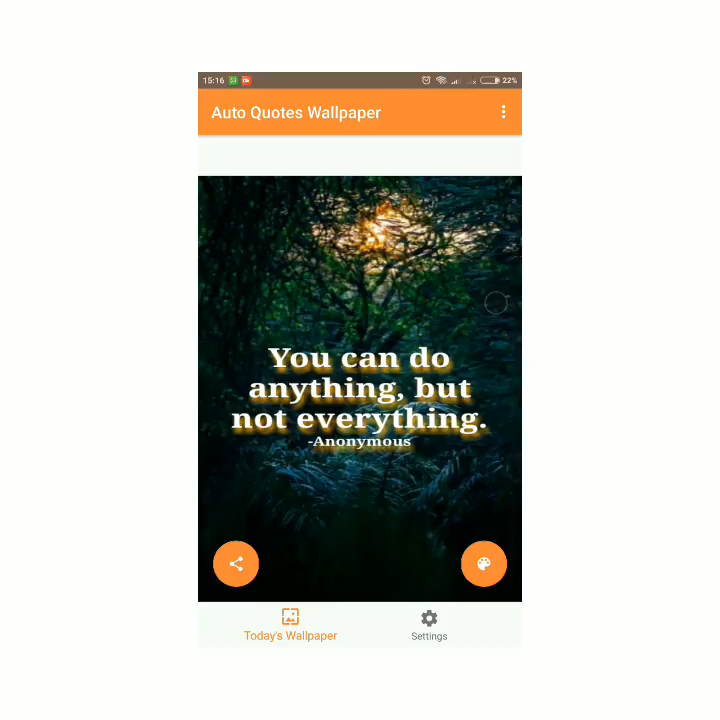 15:16 22%
Auto Quotes Wallpaper
You can do
anything, but
not everything.
-Anonymous
Today's Wallpaper
Settings